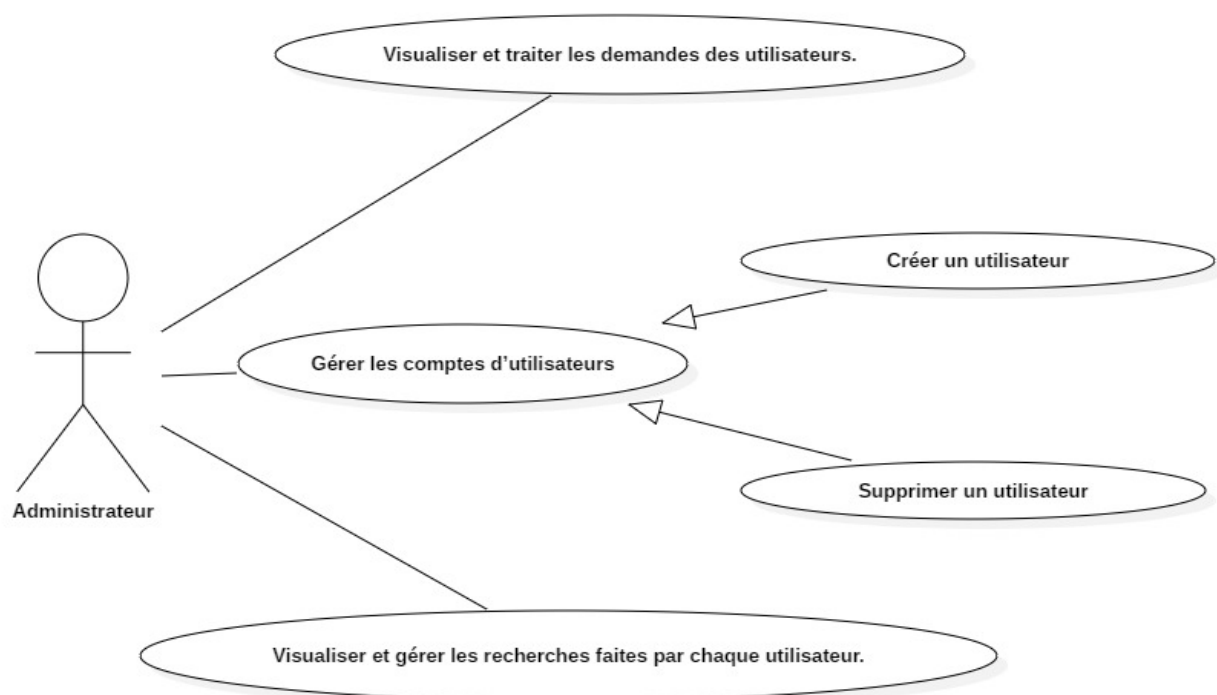 Visualiser et traiter les demandes des utilisateurs.
Créer un utilisateur
Gérer les comptes d’utilisateurs
Supprimer un utilisateur
Administrateur
Visualiser et gérer les recherches faites par chaque utilisateur.